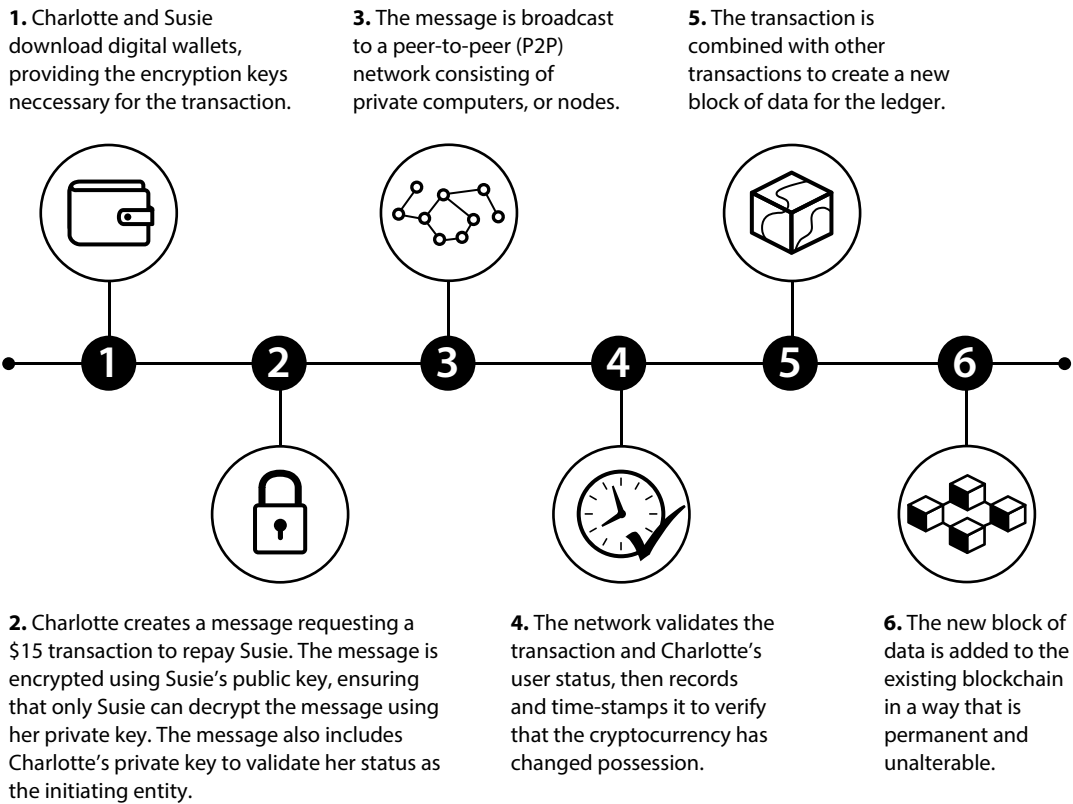 1. Charlotte and Susie
download digital wallets,
providing the encryption keys
neccessary for the transaction.
3. The message is broadcast
to a peer-to-peer (P2P)
network consisting of
private computers, or nodes.
5. The transaction is
combined with other
transactions to create a new
block of data for the ledger.
1
2
3
4
5
6
2. Charlotte creates a message requesting a
$15 transaction to repay Susie. The message is
encrypted using Susie’s public key, ensuring
that only Susie can decrypt the message using
her private key. The message also includes
Charlotte’s private key to validate her status as
the initiating entity.
4. The network validates the
transaction and Charlotte’s
user status, then records
and time-stamps it to verify
that the cryptocurrency has
changed possession.
6. The new block of
data is added to the
existing blockchain
in a way that is
permanent and
unalterable.